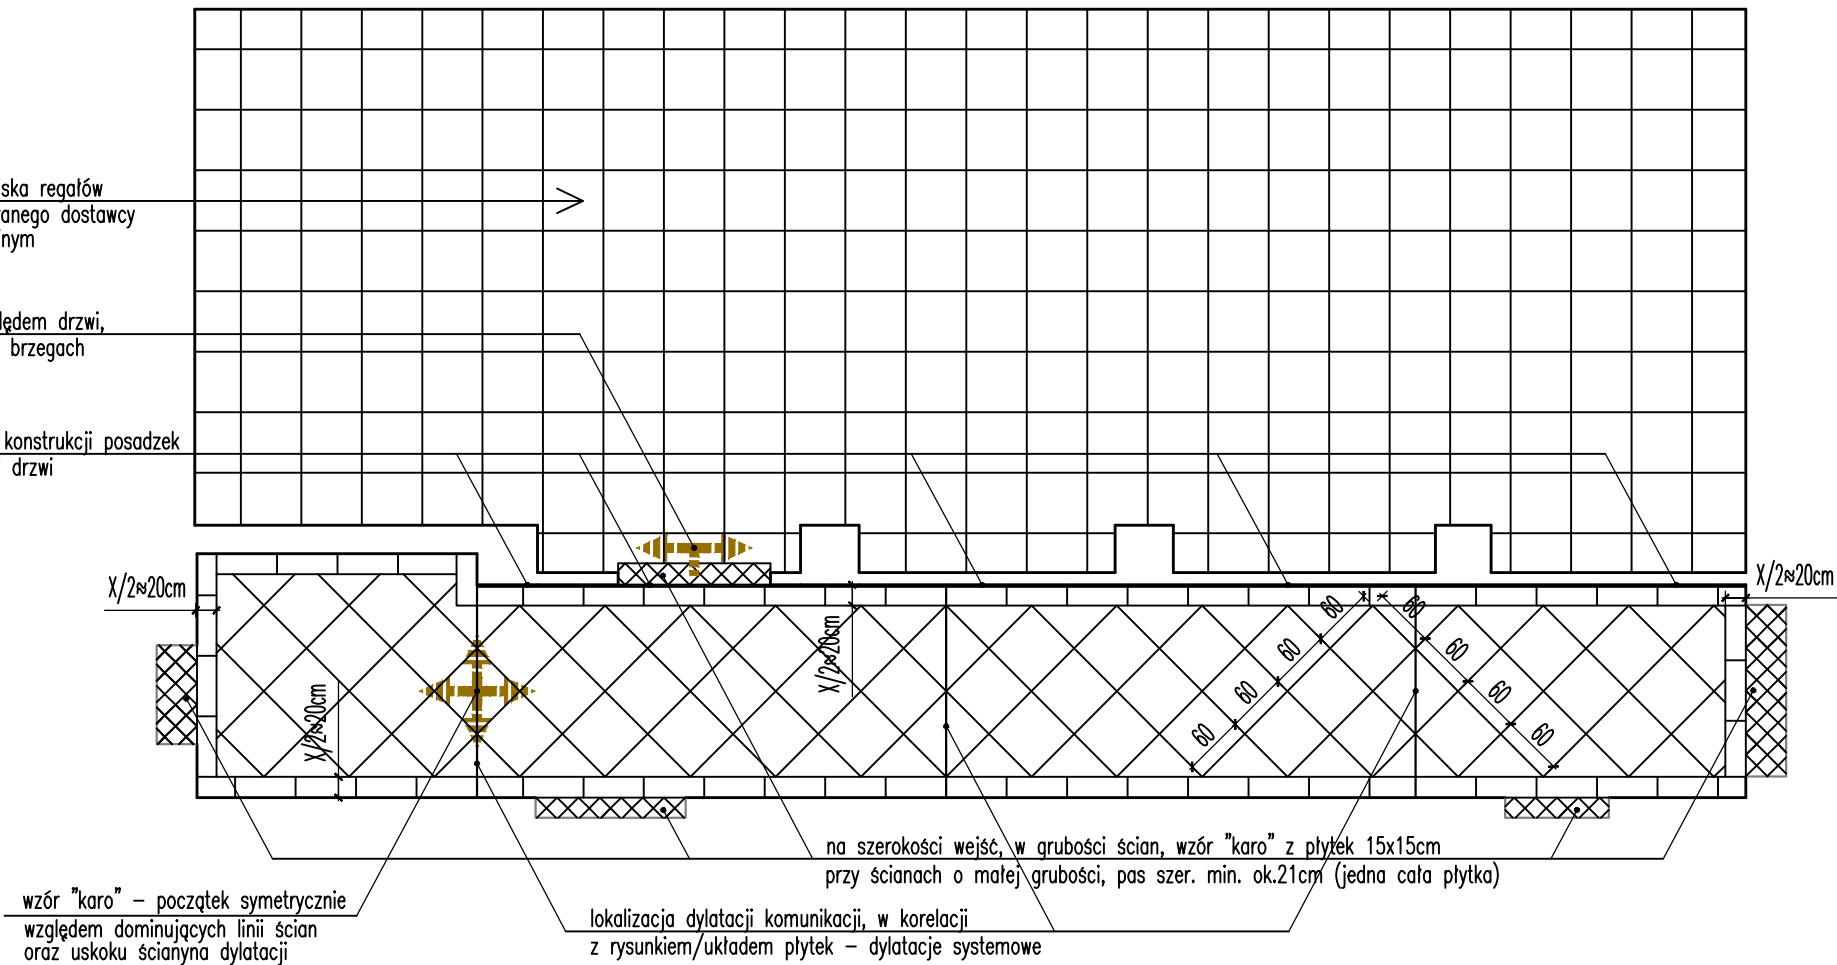 ska regałów
anego dostawcy
nym
lędem drzwi,
brzegach
konstrukcji posadzek
drzwi
X/2≈20cm
X/2≈20cm
X/2≈20cm
X/2≈20cm
60
60
60
60
60
60
60
60
na szerokości wejść, w grubości ścian, wzór "karo" z płytek 15x15cm
przy ścianach o małej grubości, pas szer. min. ok.21cm (jedna cała płytka)
wzór "karo" – początek symetrycznie
względem dominujących linii ścian
oraz uskoku ścianyna dylatacji
lokalizacja dylatacji komunikacji, w korelacji
z rysunkiem/układem płytek – dylatacje systemowe